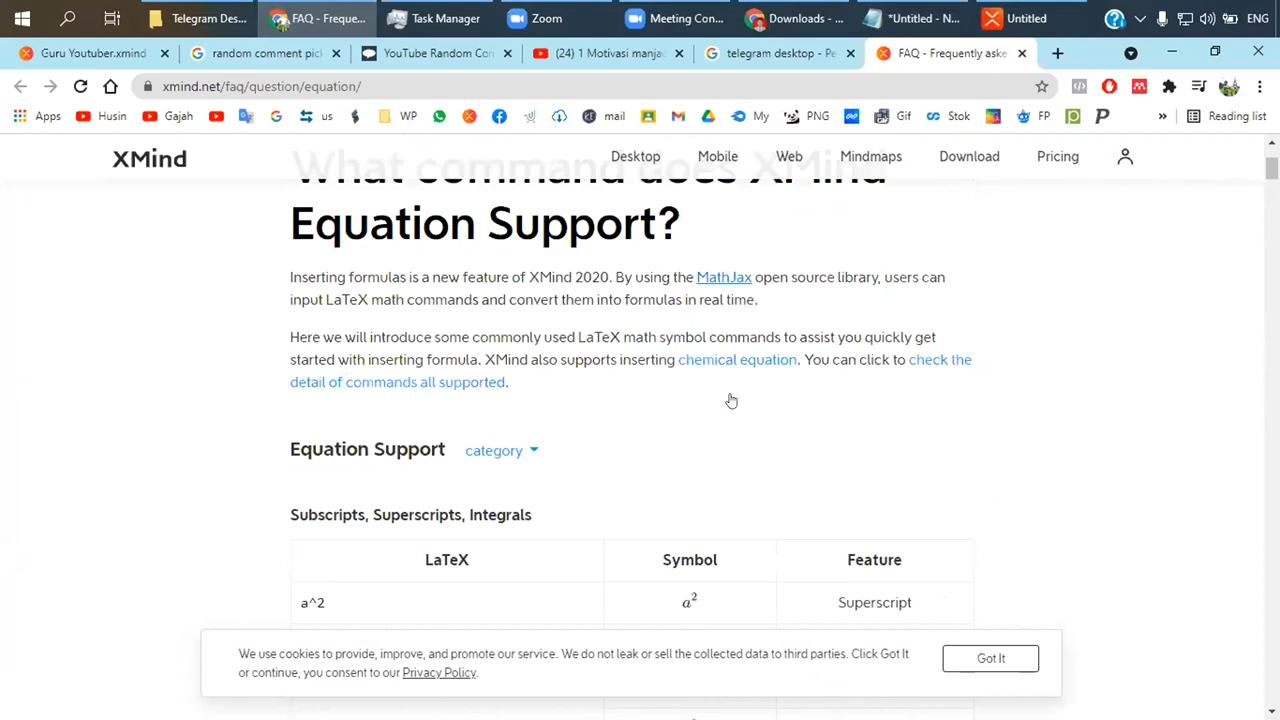 Telegram Des...
FAQ - Freque...
Task Manager
Zoom
Meeting Con...
Downloads - ...
*Untitled - N...
Untitled
ENG
Guru Youtuber.xmind
random comment pick
YouTube Random Con
(24) 1 Motivasi manja
telegram desktop - Pe
FAQ - Frequently aske
xmind.net/faq/question/equation/
Apps
Husin
Gajah
us
WP
mail
My
PNG
Gif
Stok
FP
»
Reading list
XMind
Desktop
Mobile
Web
Mindmaps
Download
Pricing
What command does XMind
Equation Support?
Inserting formulas is a new feature of XMind 2020. By using the MathJax open source library, users can
input LaTeX math commands and convert them into formulas in real time.
Here we will introduce some commonly used LaTeX math symbol commands to assist you quickly get
started with inserting formula. XMind also supports inserting chemical equation. You can click to check the
detail of commands all supported.
Equation Support category
Subscripts, Superscripts, Integrals
LaTeX Symbol Feature
a^2 a² Superscript
We use cookies to provide, improve, and promote our service. We do not leak or sell the collected data to third parties. Click Got It
or continue, you consent to our Privacy Policy.
Got It